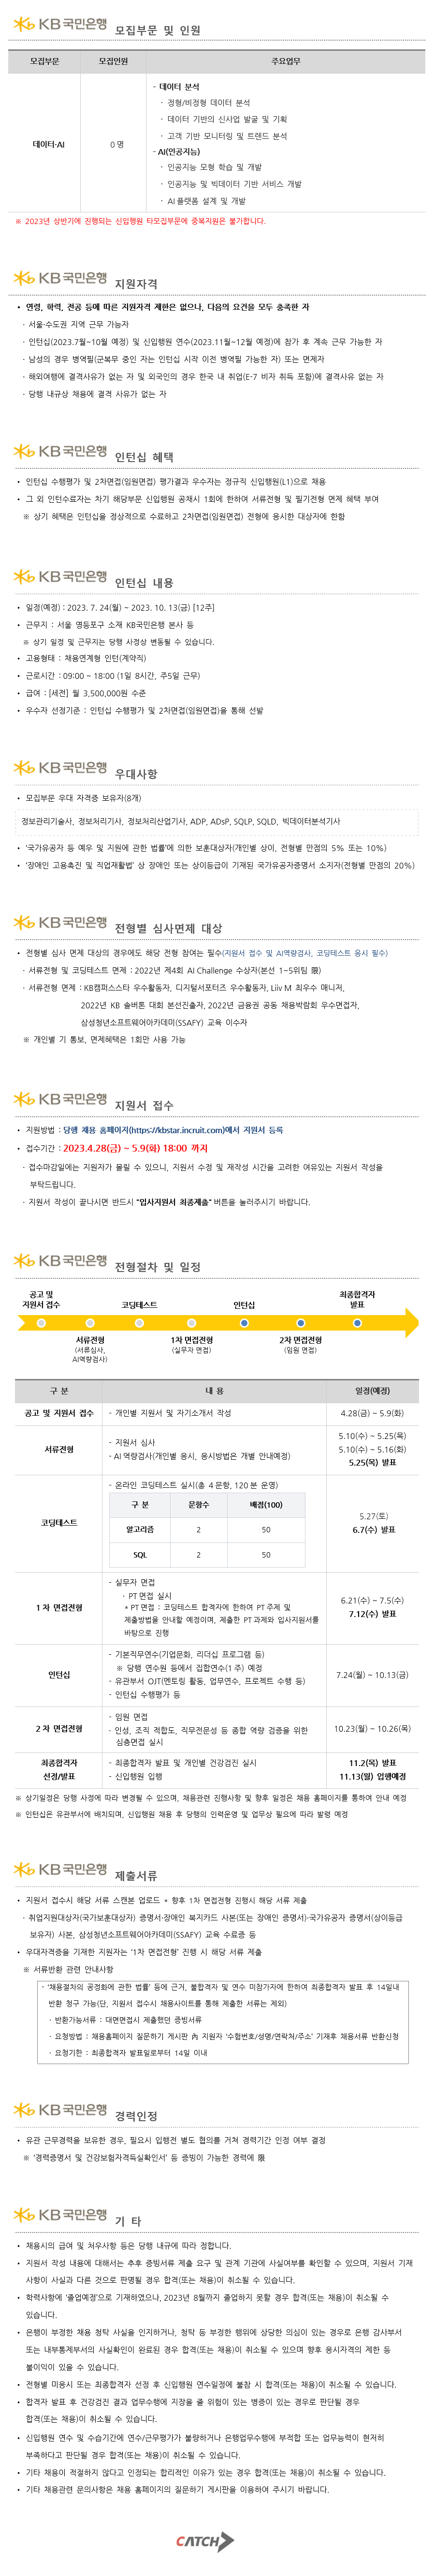 KB국민은행 모집부문 및 인원
모집부문 모집인원 주요업무
데이터·AI 0명
- 데이터 분석
· 정형/비정형 데이터 분석
· 데이터 기반의 신사업 발굴 및 기획
· 고객 기반 모니터링 및 트렌드 분석
- AI(인공지능)
· 인공지능 모형 학습 및 개발
· 인공지능 및 빅데이터 기반 서비스 개발
· AI 플랫폼 설계 및 개발
※ 2023년 상반기에 진행되는 신입행원 타모집부문에 중복지원은 불가합니다.
KB국민은행 지원자격
• 연령, 학력, 전공 등에 따른 지원자격 제한은 없으나, 다음의 요건을 모두 충족한 자
· 서울·수도권 지역 근무 가능자
· 인턴십(2023.7월~10월 예정) 및 신입행원 연수(2023.11월~12월 예정)에 참가 후 계속 근무 가능한 자
· 남성의 경우 병역필(군복무 중인 자는 인턴십 시작 이전 병역필 가능한 자) 또는 면제자
· 해외여행에 결격사유가 없는 자 및 외국인의 경우 한국 내 취업(E-7 비자 취득 포함)에 결격사유 없는 자
· 당행 내규상 채용에 결격 사유가 없는 자
KB국민은행 인턴십 혜택
• 인턴십 수행평가 및 2차면접(임원면접) 평가결과 우수자는 정규직 신입행원(L1)으로 채용
• 그 외 인턴수료자는 차기 해당부문 신입행원 공채시 1회에 한하여 서류전형 및 필기전형 면제 혜택 부여
※ 상기 혜택은 인턴십을 정상적으로 수료하고 2차면접(임원면접) 전형에 응시한 대상자에 한함
KB국민은행 인턴십 내용
• 일정(예정) : 2023. 7. 24(월) ~ 2023. 10. 13(금) [12주]
• 근무지 : 서울 영등포구 소재 KB국민은행 본사 등
※ 상기 일정 및 근무지는 당행 사정상 변동될 수 있습니다.
• 고용형태 : 채용연계형 인턴(계약직)
• 근로시간 : 09:00 ~ 18:00 (1일 8시간, 주5일 근무)
• 급여 : [세전] 월 3,500,000원 수준
• 우수자 선정기준 : 인턴십 수행평가 및 2차면접(임원면접)을 통해 선발
KB국민은행 우대사항
• 모집부문 우대 자격증 보유자(8개)
정보관리기술사, 정보처리기사, 정보처리산업기사, ADP, ADsP, SQLP, SQLD, 빅데이터분석기사
• '국가유공자 등 예우 및 지원에 관한 법률'에 의한 보훈대상자(개인별 상이, 전형별 만점의 5% 또는 10%)
• '장애인 고용촉진 및 직업재활법' 상 장애인 또는 상이등급이 기재된 국가유공자증명서 소지자(전형별 만점의 20%)
KB국민은행 전형별 심사면제 대상
• 전형별 심사 면제 대상의 경우에도 해당 전형 참여는 필수(지원서 접수 및 AI역량검사, 코딩테스트 응시 필수)
· 서류전형 및 코딩테스트 면제 : 2022년 제4회 AI Challenge 수상자(본선 1~5위팀 限)
· 서류전형 면제 : KB캠퍼스스타 우수활동자, 디지털서포터즈 우수활동자, Liiv M 최우수 매니저,
2022년 KB 솔버톤 대회 본선진출자, 2022년 금융권 공동 채용박람회 우수면접자,
삼성청년소프트웨어아카데미(SSAFY) 교육 이수자
※ 개인별 기 통보, 면제혜택은 1회만 사용 가능
KB국민은행 지원서 접수
• 지원방법 : 당행 채용 홈페이지(https://kbstar.incruit.com)에서 지원서 등록
• 접수기간 : 2023.4.28(금) ~ 5.9(화) 18:00 까지
· 접수마감일에는 지원자가 몰릴 수 있으니, 지원서 수정 및 재작성 시간을 고려한 여유있는 지원서 작성을
부탁드립니다.
· 지원서 작성이 끝나시면 반드시 "입사지원서 최종제출" 버튼을 눌러주시기 바랍니다.
KB국민은행 전형절차 및 일정
공고 및
지원서 접수
코딩테스트
인턴십
최종합격자
발표
서류전형
(서류심사,
AI역량검사)
1차 면접전형
(실무자 면접)
2차 면접전형
(임원 면접)
구 분 내 용 일정(예정)
공고 및 지원서 접수 - 개인별 지원서 및 자기소개서 작성 4.28(금) ~ 5.9(화)
서류전형
- 지원서 심사
- AI 역량검사(개인별 응시, 응시방법은 개별 안내예정)
5.10(수) ~ 5.25(목)
5.10(수) ~ 5.16(화)
5.25(목) 발표
코딩테스트
- 온라인 코딩테스트 실시(총 4문항, 120분 운영)
구 분 문항수 배점(100)
알고리즘 2 50
SQL 2 50
5.27(토)
6.7(수) 발표
1차 면접전형
- 실무자 면접
· PT면접 실시
* PT면접 : 코딩테스트 합격자에 한하여 PT주제 및
제출방법을 안내할 예정이며, 제출한 PT과제와 입사지원서를
바탕으로 진행
6.21(수) ~ 7.5(수)
7.12(수) 발표
인턴십
- 기본직무연수(기업문화, 리더십 프로그램 등)
※ 당행 연수원 등에서 집합연수(1주) 예정
- 유관부서 OJT(멘토링 활동, 업무연수, 프로젝트 수행 등)
- 인턴십 수행평가 등
7.24(월) ~ 10.13(금)
2차 면접전형
- 임원 면접
- 인성, 조직 적합도, 직무전문성 등 종합 역량 검증을 위한
심층면접 실시
10.23(월) ~ 10.26(목)
최종합격자
선정/발표
- 최종합격자 발표 및 개인별 건강검진 실시
- 신입행원 입행
11.2(목) 발표
11.13(월) 입행예정
※ 상기일정은 당행 사정에 따라 변경될 수 있으며, 채용관련 진행사항 및 향후 일정은 채용 홈페이지를 통하여 안내 예정
※ 인턴십은 유관부서에 배치되며, 신입행원 채용 후 당행의 인력운영 및 업무상 필요에 따라 발령 예정
KB국민은행 제출서류
• 지원서 접수시 해당 서류 스캔본 업로드 * 향후 1차 면접전형 진행시 해당 서류 제출
· 취업지원대상자(국가보훈대상자) 증명서·장애인 복지카드 사본(또는 장애인 증명서)·국가유공자 증명서(상이등급
보유자) 사본, 삼성청년소프트웨어아카데미(SSAFY) 교육 수료증 등
• 우대자격증을 기재한 지원자는 '1차 면접전형' 진행 시 해당 서류 제출
※ 서류반환 관련 안내사항
- '채용절차의 공정화에 관한 법률' 등에 근거, 불합격자 및 연수 미참가자에 한하여 최종합격자 발표 후 14일내
반환 청구 가능(단, 지원서 접수시 채용사이트를 통해 제출한 서류는 제외)
· 반환가능서류 : 대면면접시 제출했던 증빙서류
· 요청방법 : 채용홈페이지 질문하기 게시판 內 지원자 '수험번호/성명/연락처/주소' 기재후 채용서류 반환신청
· 요청기한 : 최종합격자 발표일로부터 14일 이내
KB국민은행 경력인정
• 유관 근무경력을 보유한 경우, 필요시 입행전 별도 협의를 거쳐 경력기간 인정 여부 결정
※ '경력증명서 및 건강보험자격득실확인서' 등 증빙이 가능한 경력에 限
KB국민은행 기 타
• 채용시의 급여 및 처우사항 등은 당행 내규에 따라 정합니다.
• 지원서 작성 내용에 대해서는 추후 증빙서류 제출 요구 및 관계 기관에 사실여부를 확인할 수 있으며, 지원서 기재
사항이 사실과 다른 것으로 판명될 경우 합격(또는 채용)이 취소될 수 있습니다.
• 학력사항에 '졸업예정'으로 기재하였으나, 2023년 8월까지 졸업하지 못할 경우 합격(또는 채용)이 취소될 수
있습니다.
• 은행이 부정한 채용 청탁 사실을 인지하거나, 청탁 등 부정한 행위에 상당한 의심이 있는 경우로 은행 감사부서
또는 내부통제부서의 사실확인이 완료된 경우 합격(또는 채용)이 취소될 수 있으며 향후 응시자격의 제한 등
불이익이 있을 수 있습니다.
• 전형별 미응시 또는 최종합격자 선정 후 신입행원 연수일정에 불참 시 합격(또는 채용)이 취소될 수 있습니다.
• 합격자 발표 후 건강검진 결과 업무수행에 지장을 줄 위험이 있는 병증이 있는 경우로 판단될 경우
합격(또는 채용)이 취소될 수 있습니다.
• 신입행원 연수 및 수습기간에 연수/근무평가가 불량하거나 은행업무수행에 부적합 또는 업무능력이 현저히
부족하다고 판단될 경우 합격(또는 채용)이 취소될 수 있습니다.
• 기타 채용이 적절하지 않다고 인정되는 합리적인 이유가 있는 경우 합격(또는 채용)이 취소될 수 있습니다.
• 기타 채용관련 문의사항은 채용 홈페이지의 질문하기 게시판을 이용하여 주시기 바랍니다.
CATCH